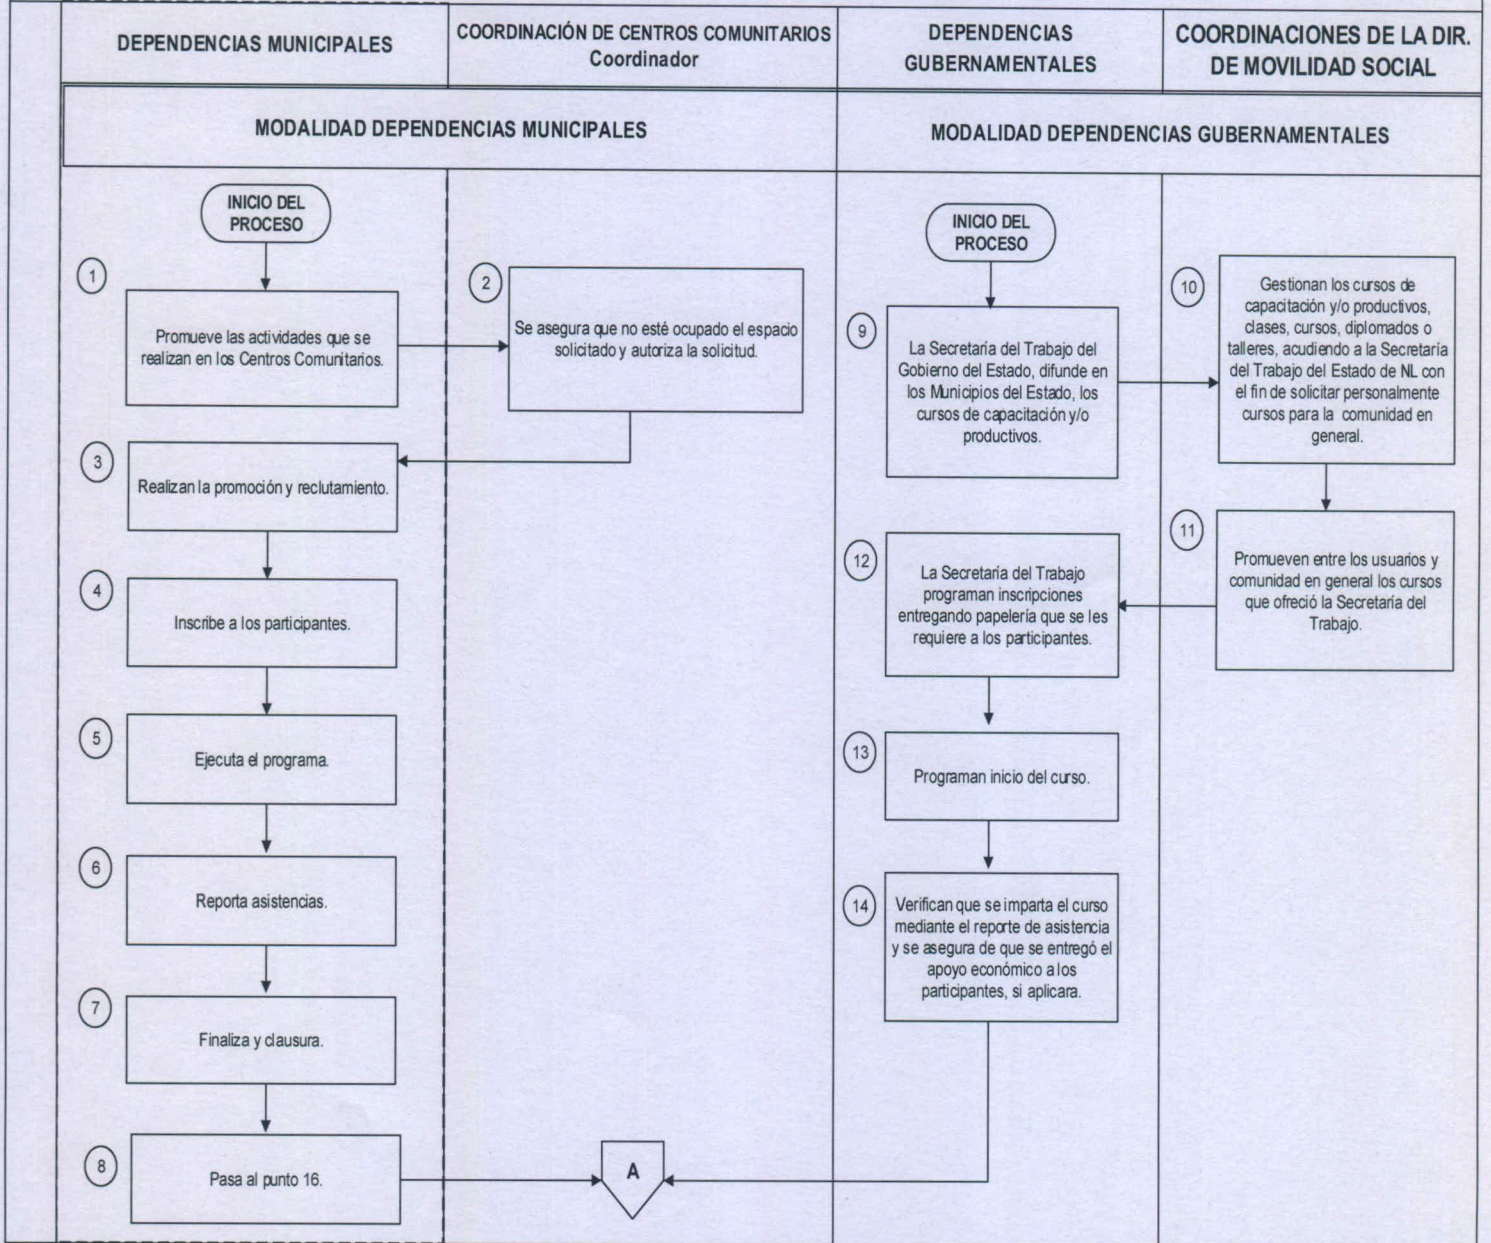 DEPENDENCIAS MUNICIPALES
COORDINACIÓN DE CENTROS COMUNITARIOS
Coordinador
DEPENDENCIAS
GUBERNAMENTALES
COORDINACIONES DE LA DIR.
DE MOVILIDAD SOCIAL
MODALIDAD DEPENDENCIAS MUNICIPALES
MODALIDAD DEPENDENCIAS GUBERNAMENTALES
INICIO DEL
PROCESO
1
Promueve las actividades que se
realizan en los Centros Comunitarios.
2
Se asegura que no esté ocupado el espacio
solicitado y autoriza la solicitud.
3
Realizan la promoción y reclutamiento.
4
Inscribe a los participantes.
5
Ejecuta el programa.
6
Reporta asistencias.
7
Finaliza y clausura.
8
Pasa al punto 16.
A
INICIO DEL
PROCESO
9
La Secretaría del Trabajo del
Gobierno del Estado, difunde en
los Municipios del Estado, los
cursos de capacitación y/o
productivos.
10
Gestionan los cursos de
capacitación y/o productivos,
clases, cursos, diplomados o
talleres, acudiendo a la Secretaría
del Trabajo del Estado de NL con
el fin de solicitar personalmente
cursos para la comunidad en
general.
11
Promueven entre los usuarios y
comunidad en general los cursos
que ofreció la Secretaría del
Trabajo.
12
La Secretaría del Trabajo
programan inscripciones
entregando papelería que se les
requiere a los participantes.
13
Programan inicio del curso.
14
Verifican que se imparta el curso
mediante el reporte de asistencia
y se asegura de que se entregó el
apoyo económico a los
participantes, si aplicara.